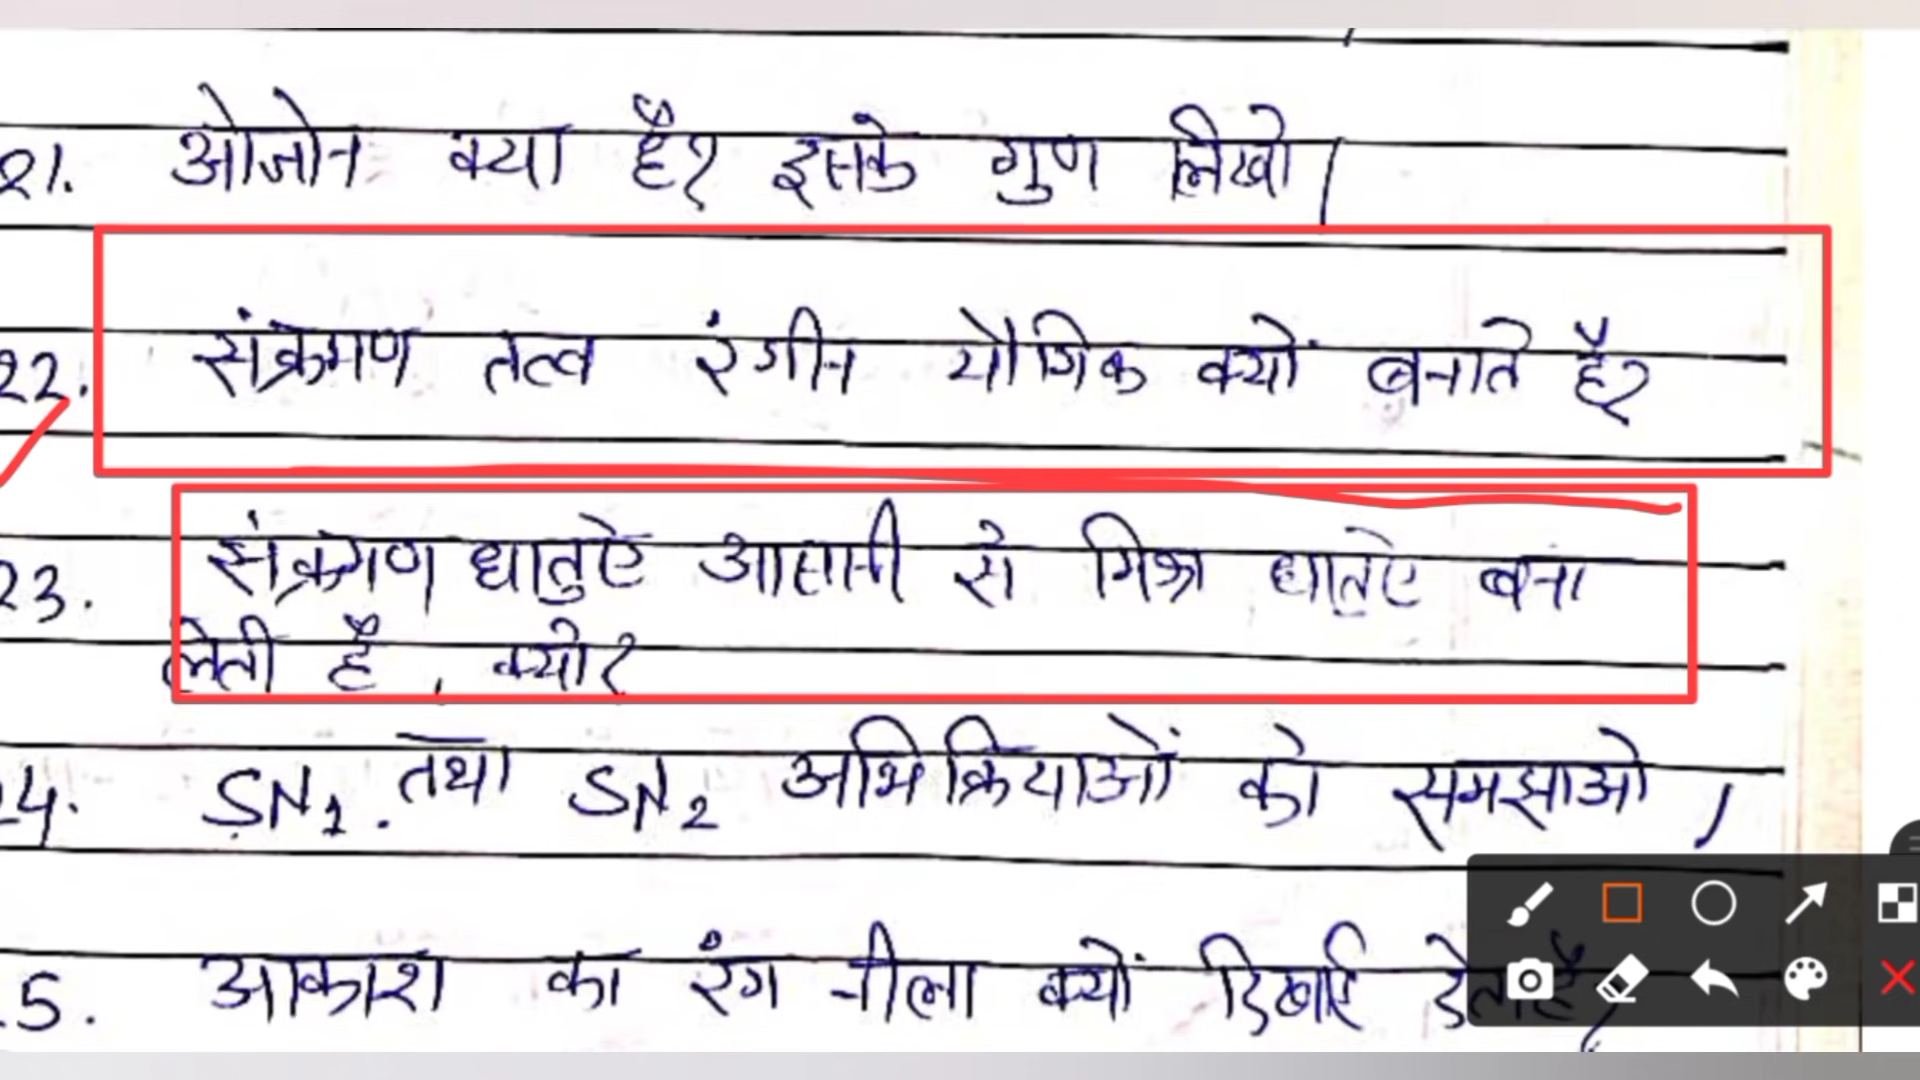 21. ओजोन क्या है? इसके गुण लिखो।
22. संक्रमण तत्व रंगीन यौगिक क्यों बनाते है?
23. संक्रमण धातुऐ आसानी से मिश्र धातुऐ बना
लेती है, क्यो?
24. SN1. तथा SN2 अभिक्रियाओं को समझाओ।
25. आकाश का रंग नीला क्यों दिखाई देता है?